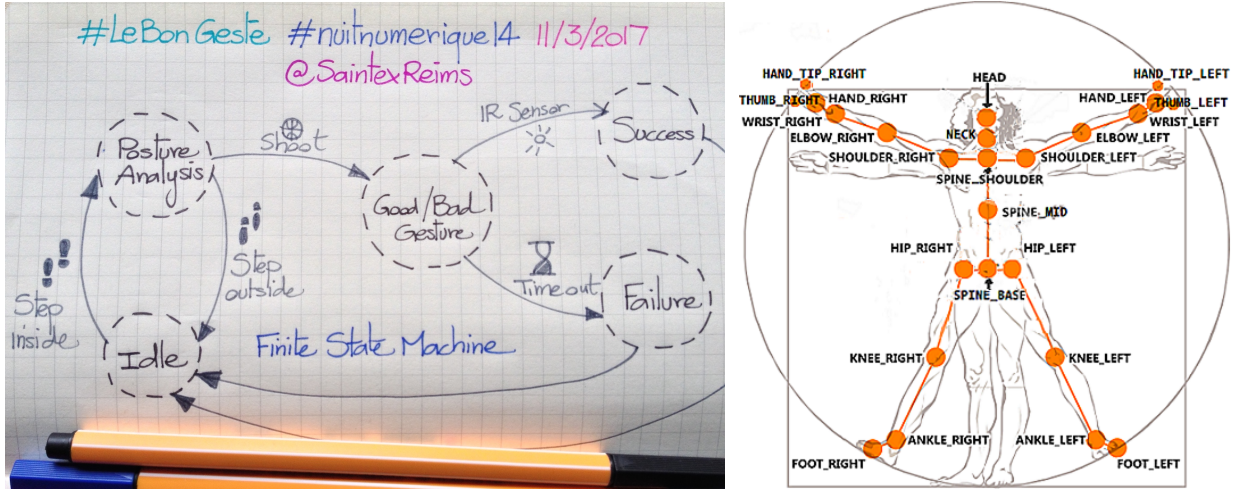 #LeBonGeste #nuitnumerique14 11/3/2017
@SaintexReims
IR Sensor
Success
Shoot
Posture
Analysis
Good/Bad
Gesture
Step
outside
Time out
Failure
Step
inside
Idle
Finite State Machine
HAND_TIP_RIGHT
HEAD
HAND_TIP_LEFT
THUMB_RIGHT
HAND_RIGHT
HAND_LEFT
THUMB_LEFT
WRIST_RIGHT
WRIST_LEFT
ELBOW_RIGHT
NECK
ELBOW_LEFT
SHOULDER_RIGHT
SHOULDER_LEFT
SPINE_SHOULDER
SPINE_MID
HIP_RIGHT
HIP_LEFT
SPINE_BASE
KNEE_RIGHT
KNEE_LEFT
ANKLE_RIGHT
ANKLE_LEFT
FOOT_RIGHT
FOOT_LEFT